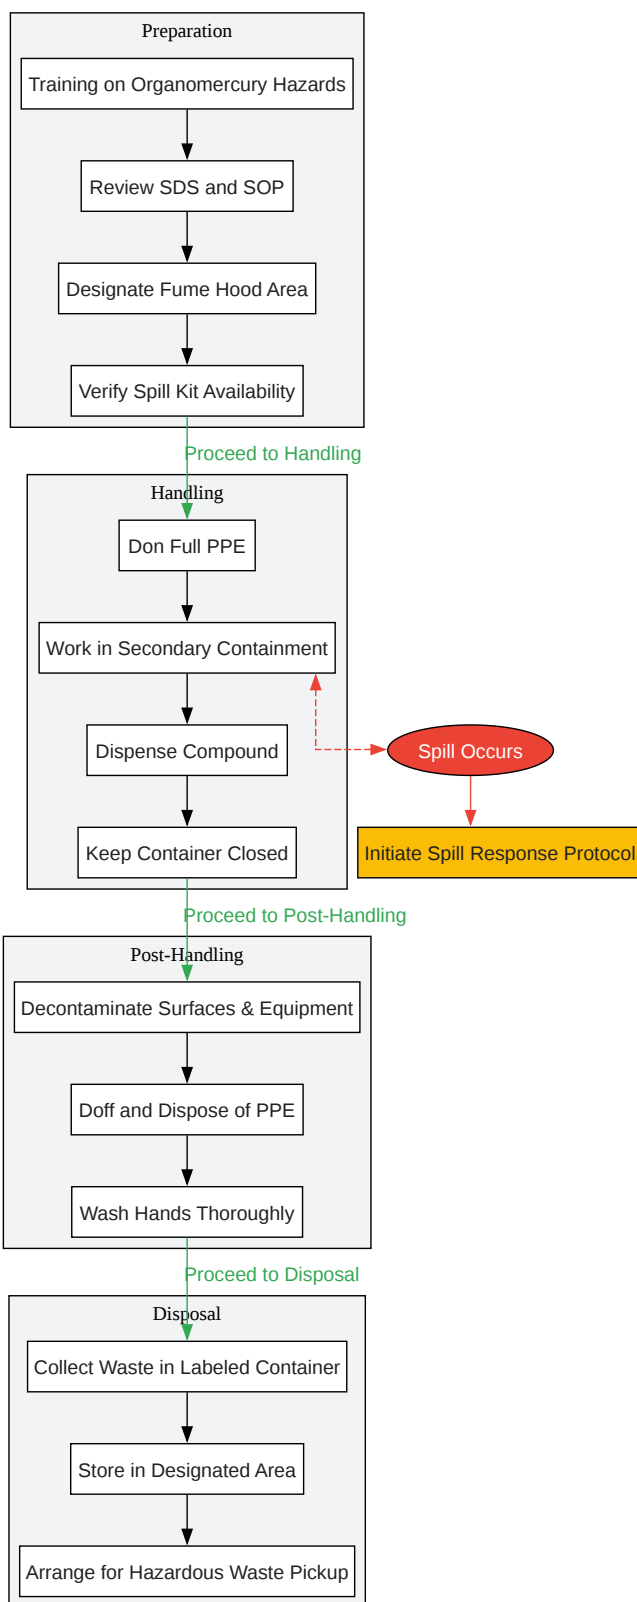 Preparation
Training on Organomercury Hazards
Review SDS and SOP
Designate Fume Hood Area
Verify Spill Kit Availability
Proceed to Handling
Handling
Don Full PPE
Work in Secondary Containment
Dispense Compound
Spill Occurs
Keep Container Closed
Initiate Spill Response Protocol
Proceed to Post-Handling
Post-Handling
Decontaminate Surfaces & Equipment
Doff and Dispose of PPE
Wash Hands Thoroughly
Proceed to Disposal
Disposal
Collect Waste in Labeled Container
Store in Designated Area
Arrange for Hazardous Waste Pickup